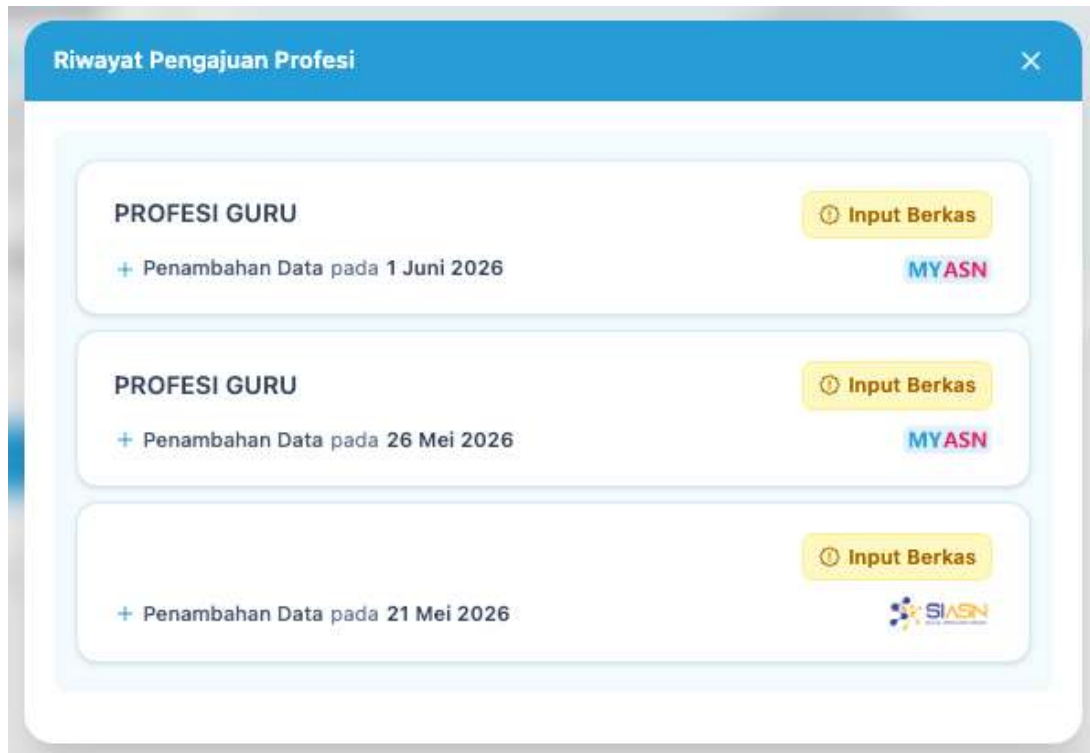 Riwayat Pengajuan Profesi
PROFESI GURU
Input Berkas
+ Penambahan Data pada 1 Juni 2026
MYASN
PROFESI GURU
Input Berkas
+ Penambahan Data pada 26 Mei 2026
MYASN
Input Berkas
+ Penambahan Data pada 21 Mei 2026
SIASN